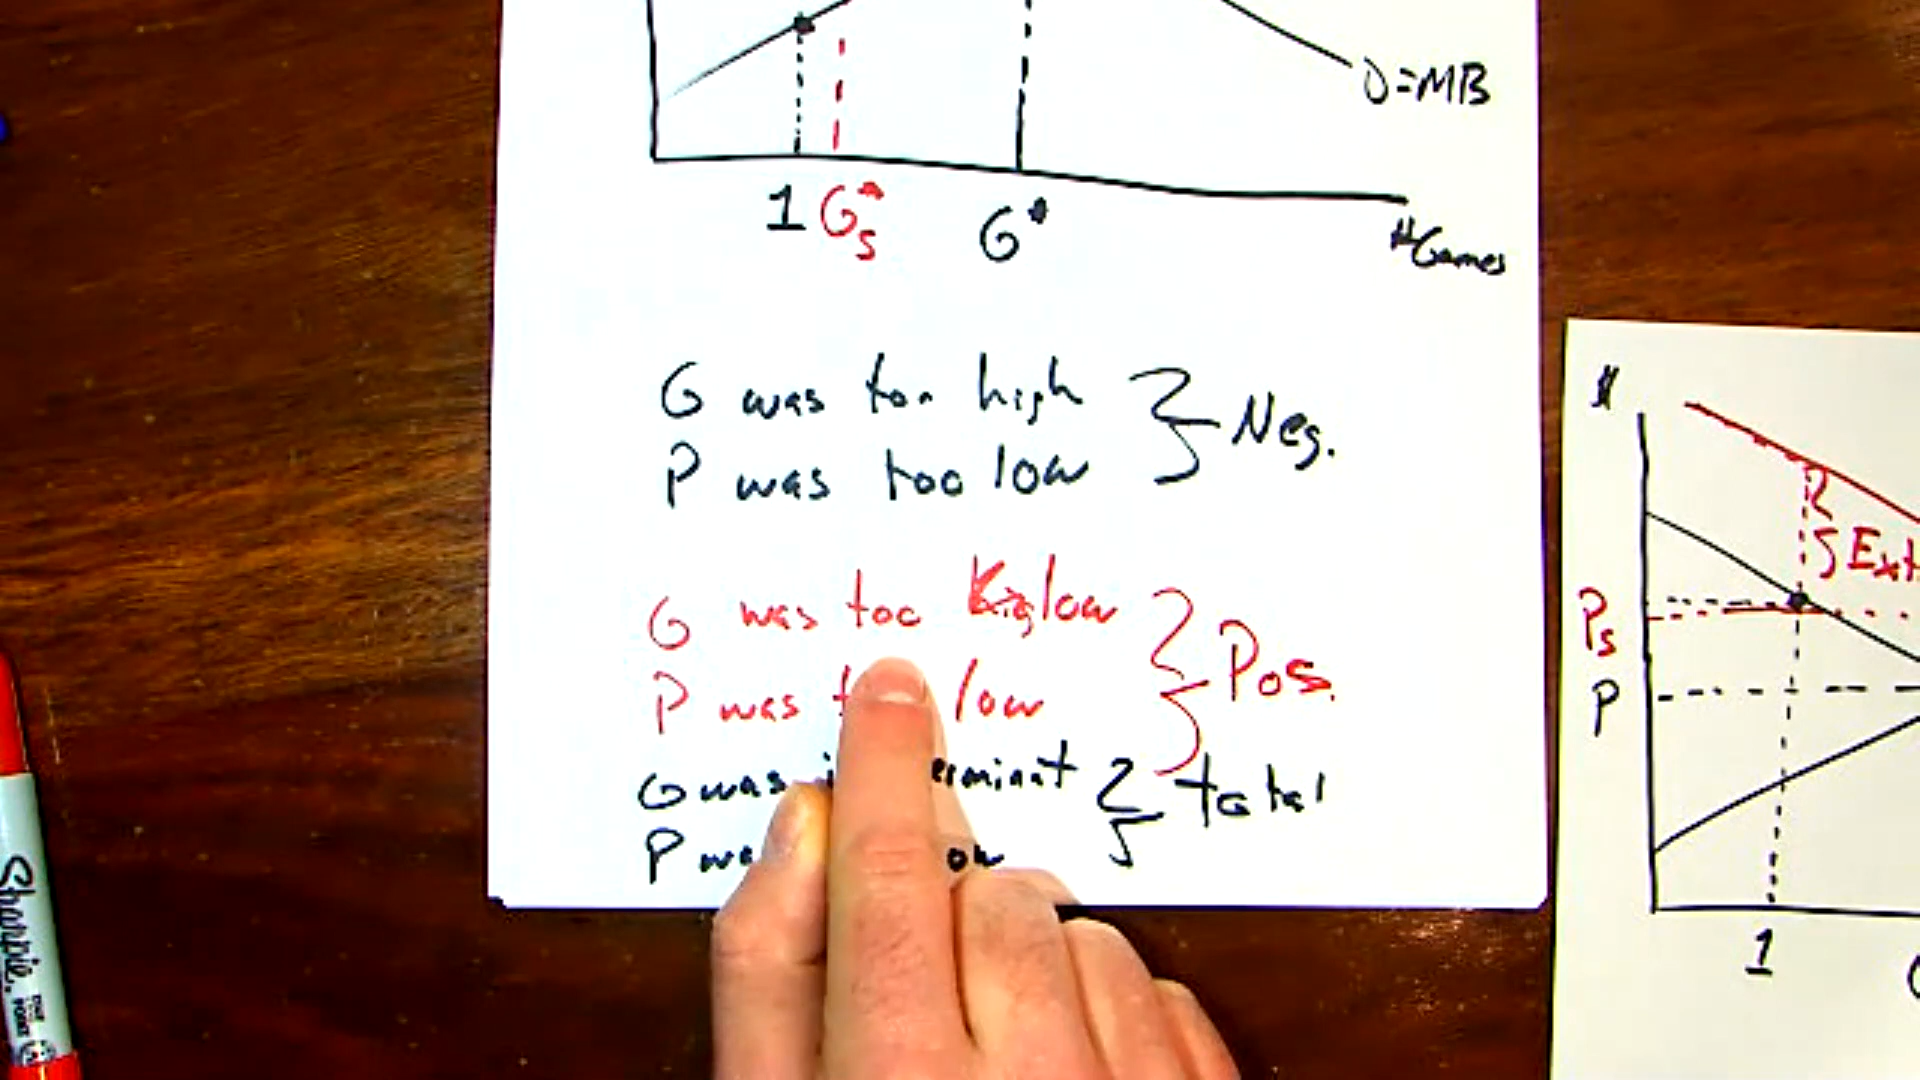 D=MB
1 G*s G*
#Games
G was too high } Neg.
P was too low
G was too low } Pos.
P was low
G was } total
P
$
Ps
P
1
Sharpie.